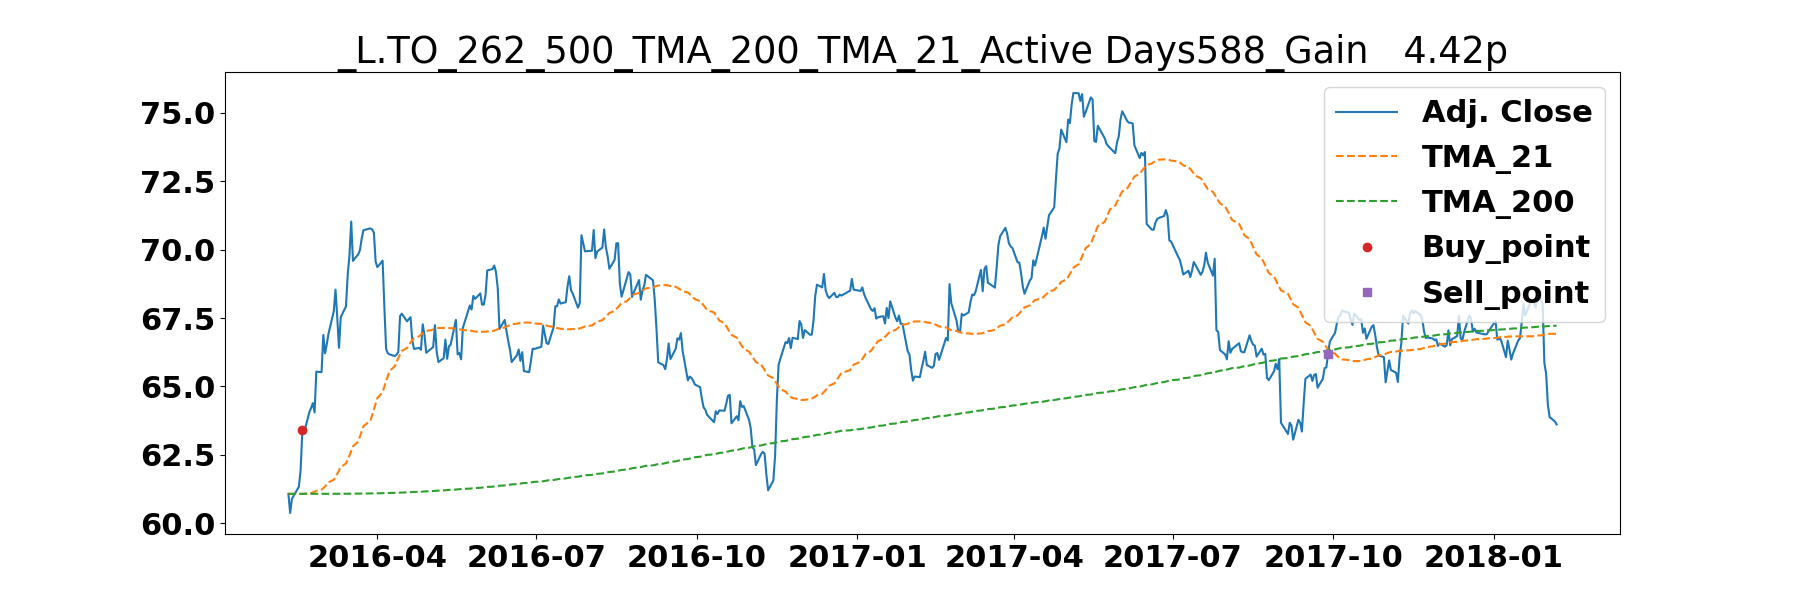 _L.TO_262_500_TMA_200_TMA_21_Active Days588_Gain 4.42p
75.0
72.5
70.0
67.5
65.0
62.5
60.0
Adj. Close
TMA_21
TMA_200
Buy_point
Sell_point
2016-04 2016-07 2016-10 2017-01 2017-04 2017-07 2017-10 2018-01